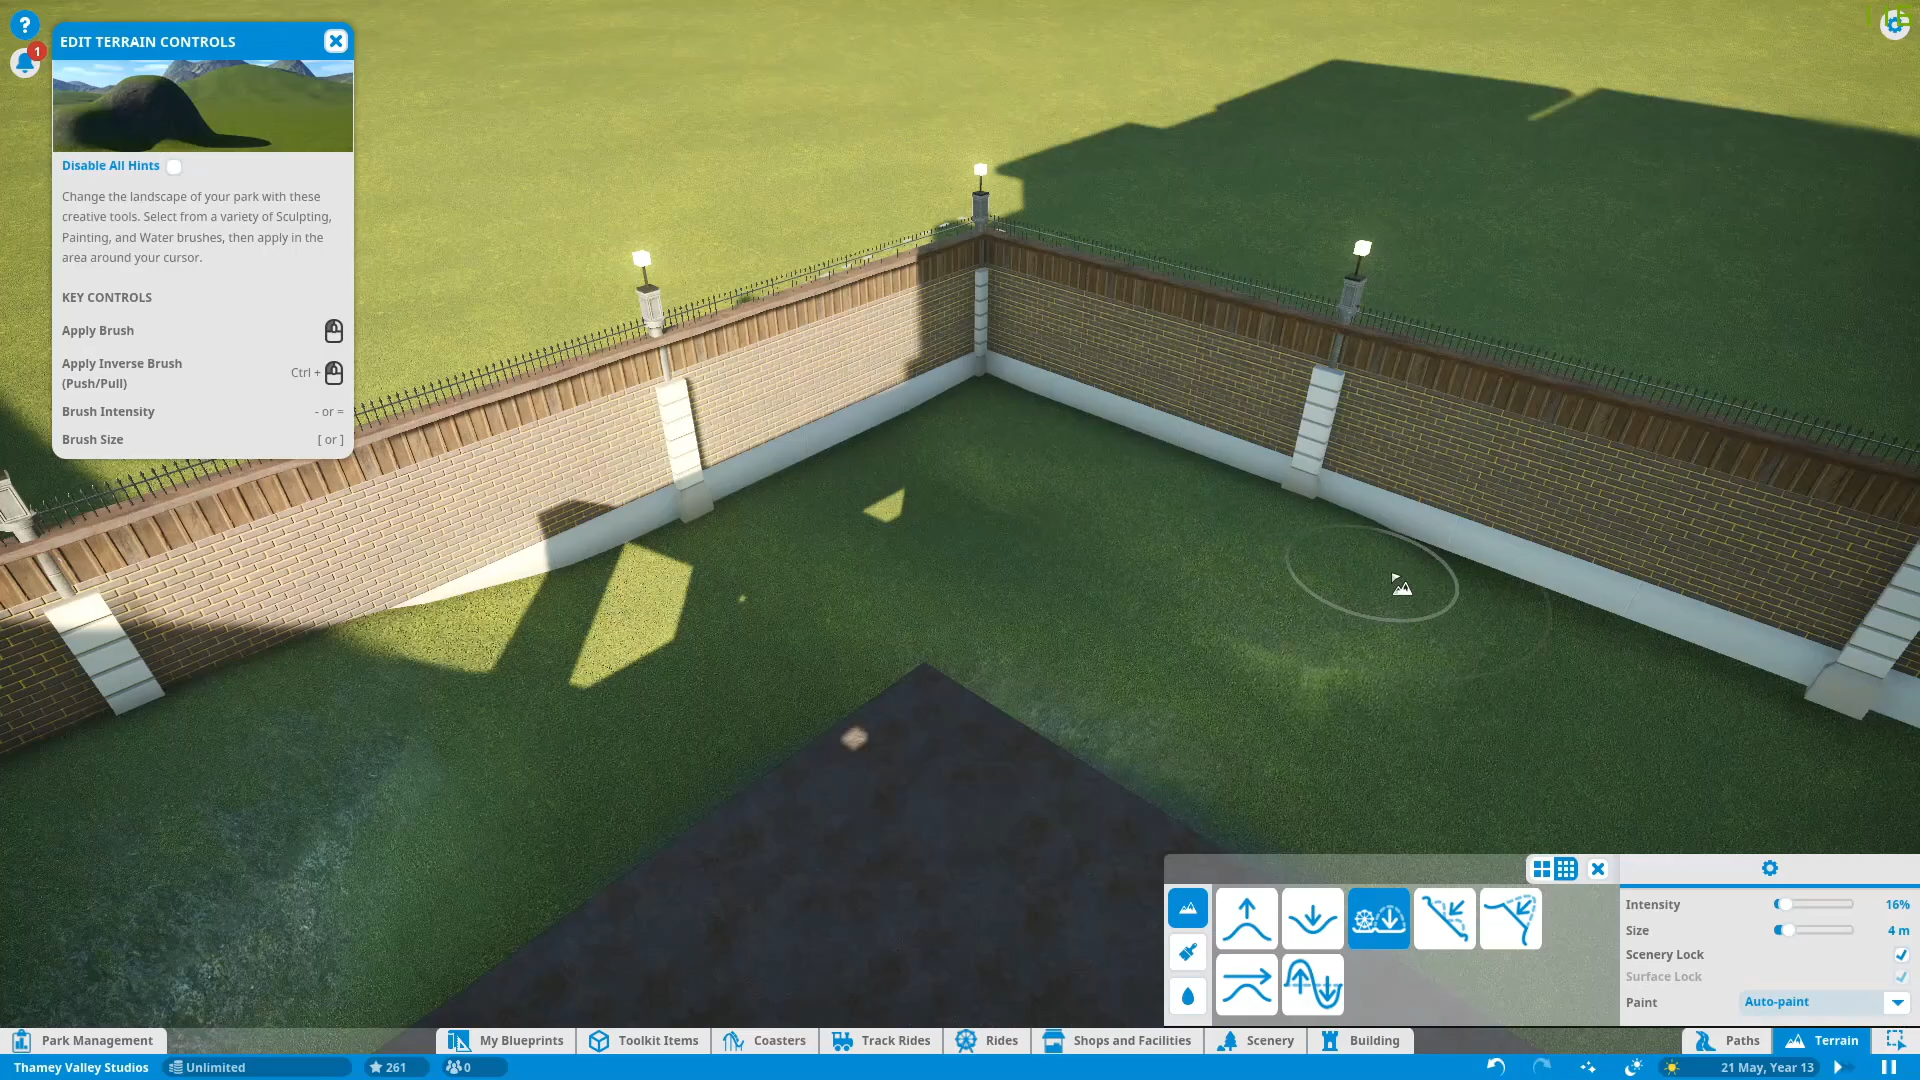 ?
1
EDIT TERRAIN CONTROLS
Disable All Hints
Change the landscape of your park with these
creative tools. Select from a variety of Sculpting,
Painting, and Water brushes, then apply in the
area around your cursor.
KEY CONTROLS
Apply Brush
Apply Inverse Brush
(Push/Pull)
Ctrl +
Brush Intensity
- or =
Brush Size
[ or ]
Intensity
16%
Size
4 m
Scenery Lock
Surface Lock
Paint
Auto-paint
Park Management
My Blueprints
Toolkit Items
Coasters
Track Rides
Rides
Shops and Facilities
Scenery
Building
Paths
Terrain
Thamey Valley Studios
Unlimited
261
0
21 May, Year 13